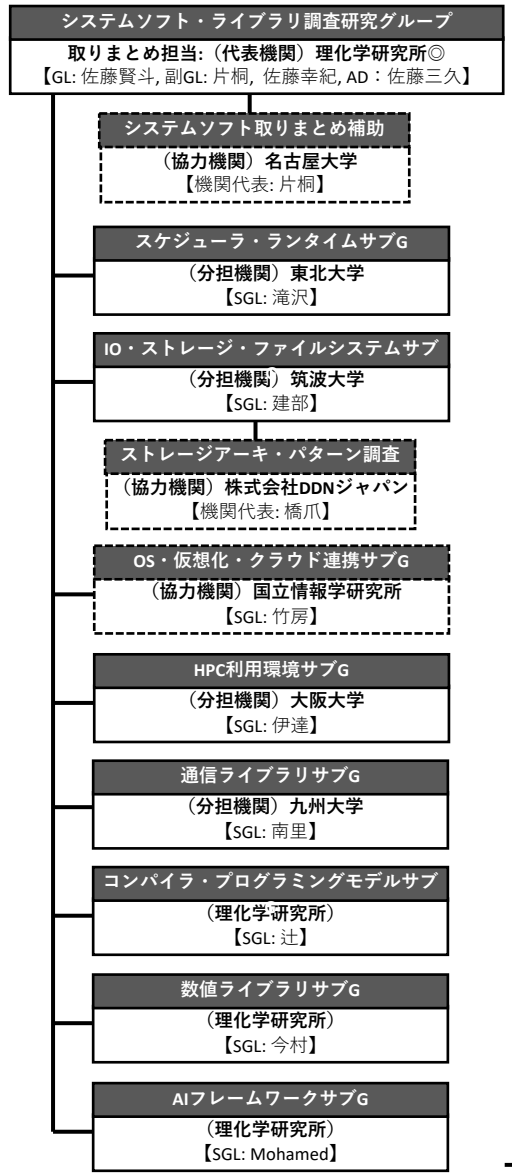 システムソフト・ライブラリ調査研究グループ
取りまとめ担当:（代表機関）理化学研究所◎
【GL: 佐藤賢斗, 副GL: 片桐, 佐藤幸紀, AD：佐藤三久】
システムソフト取りまとめ補助
（協力機関）名古屋大学
【機関代表: 片桐】
スケジューラ・ランタイムサブG
（分担機関）東北大学
【SGL: 滝沢】
IO・ストレージ・ファイルシステムサブ
G
（分担機関）筑波大学
【SGL: 建部】
ストレージアーキ・パターン調査
（協力機関）株式会社DDNジャパン
【機関代表: 橋爪】
OS・仮想化・クラウド連携サブG
（協力機関）国立情報学研究所
【SGL: 竹房】
HPC利用環境サブG
（分担機関）大阪大学
【SGL: 伊達】
通信ライブラリサブG
（分担機関）九州大学
【SGL: 南里】
コンパイラ・プログラミングモデルサブ
G
（理化学研究所）
【SGL: 辻】
数値ライブラリサブG
（理化学研究所）
【SGL: 今村】
AIフレームワークサブG
（理化学研究所）
【SGL: Mohamed】